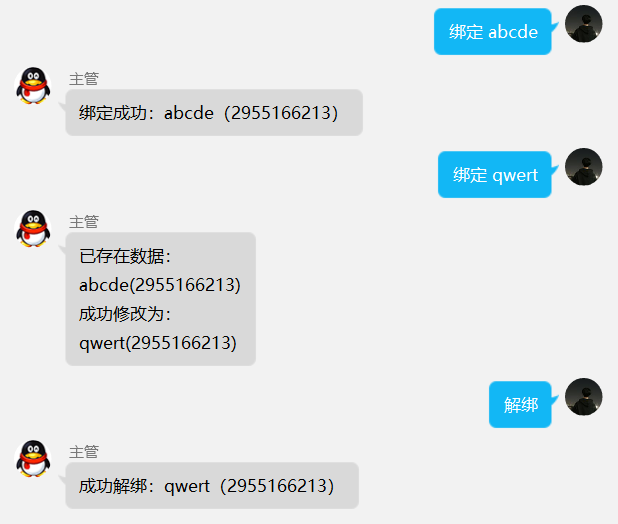 绑定 abcde
主管
绑定成功：abcde（2955166213）
绑定 qwert
主管
已存在数据：
abcde(2955166213)
成功修改为：
qwert(2955166213)
解绑
主管
成功解绑：qwert（2955166213）